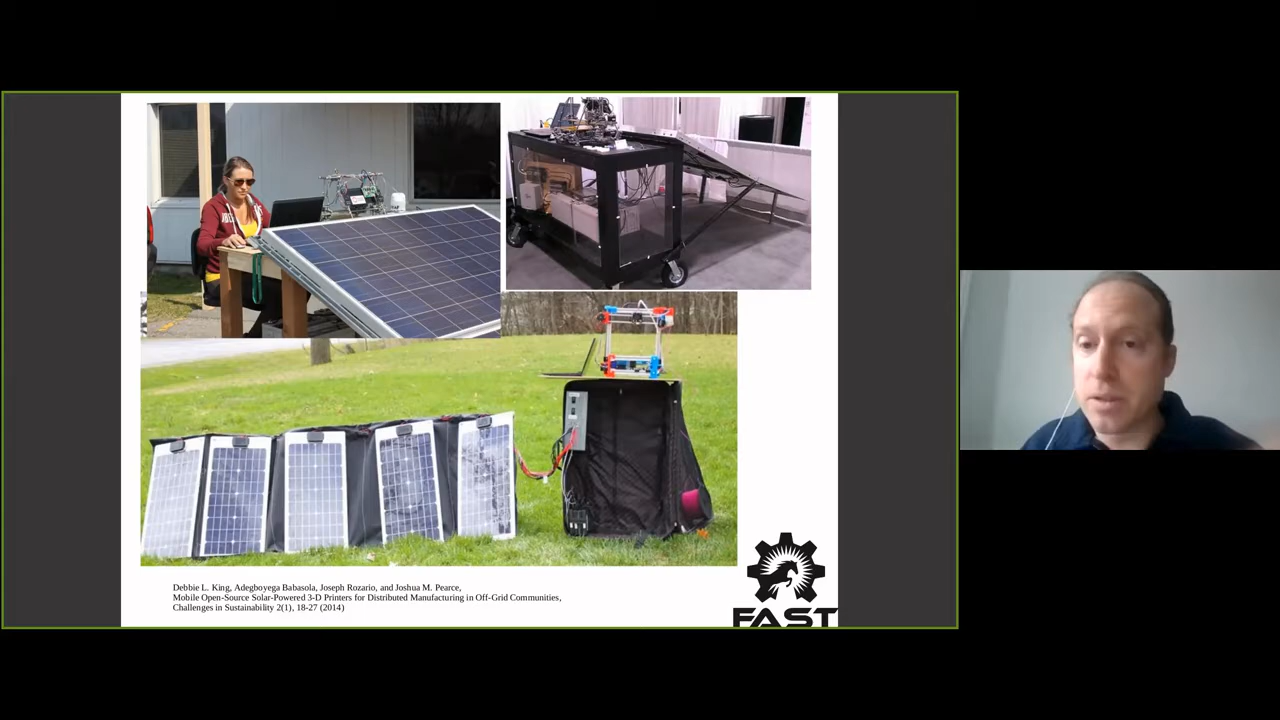 Debbie L. King, Adegboyega Babasola, Joseph Rozario, and Joshua M. Pearce,
Mobile Open-Source Solar-Powered 3-D Printers for Distributed Manufacturing in Off-Grid Communities,
Challenges in Sustainability 2(1), 18-27 (2014)
FAST